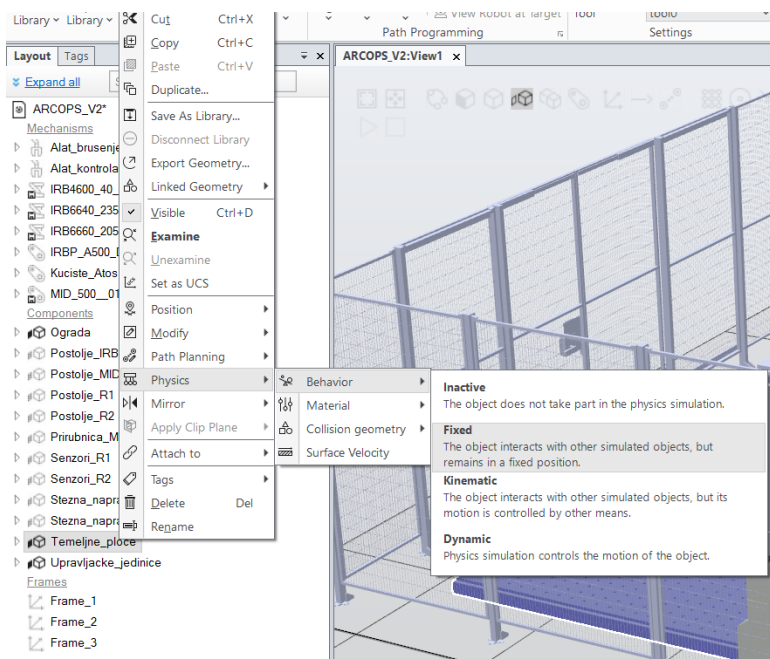 Library Library
View Robot at Target Tool tool0
Path Programming Settings
Layout Tags
ARCOPS_V2:View1
Expand all
ARCOPS_V2*
Mechanisms
Alat_brusenje
Alat_kontrola
IRB4600_40_
IRB6640_235
IRB6660_205
IRBP_A500_
Kuciste_Atos
MID_500__01
Components
Ograda
Postolje_IRB
Postolje_MID
Postolje_R1
Postolje_R2
Prirubnica_M
Senzori_R1
Senzori_R2
Stezna_napra
Stezna_napra
Temeljne_ploce
Upravljacke_jedinice
Frames
Frame_1
Frame_2
Frame_3
Cut Ctrl+X
Copy Ctrl+C
Paste Ctrl+V
Duplicate...
Save As Library...
Disconnect Library
Export Geometry...
Linked Geometry
Visible Ctrl+D
Examine
Unexamine
Set as UCS
Position
Modify
Path Planning
Physics
Mirror
Apply Clip Plane
Attach to
Tags
Delete Del
Rename
Behavior
Material
Collision geometry
Surface Velocity
Inactive
The object does not take part in the physics simulation.
Fixed
The object interacts with other simulated objects, but
remains in a fixed position.
Kinematic
The object interacts with other simulated objects, but its
motion is controlled by other means.
Dynamic
Physics simulation controls the motion of the object.